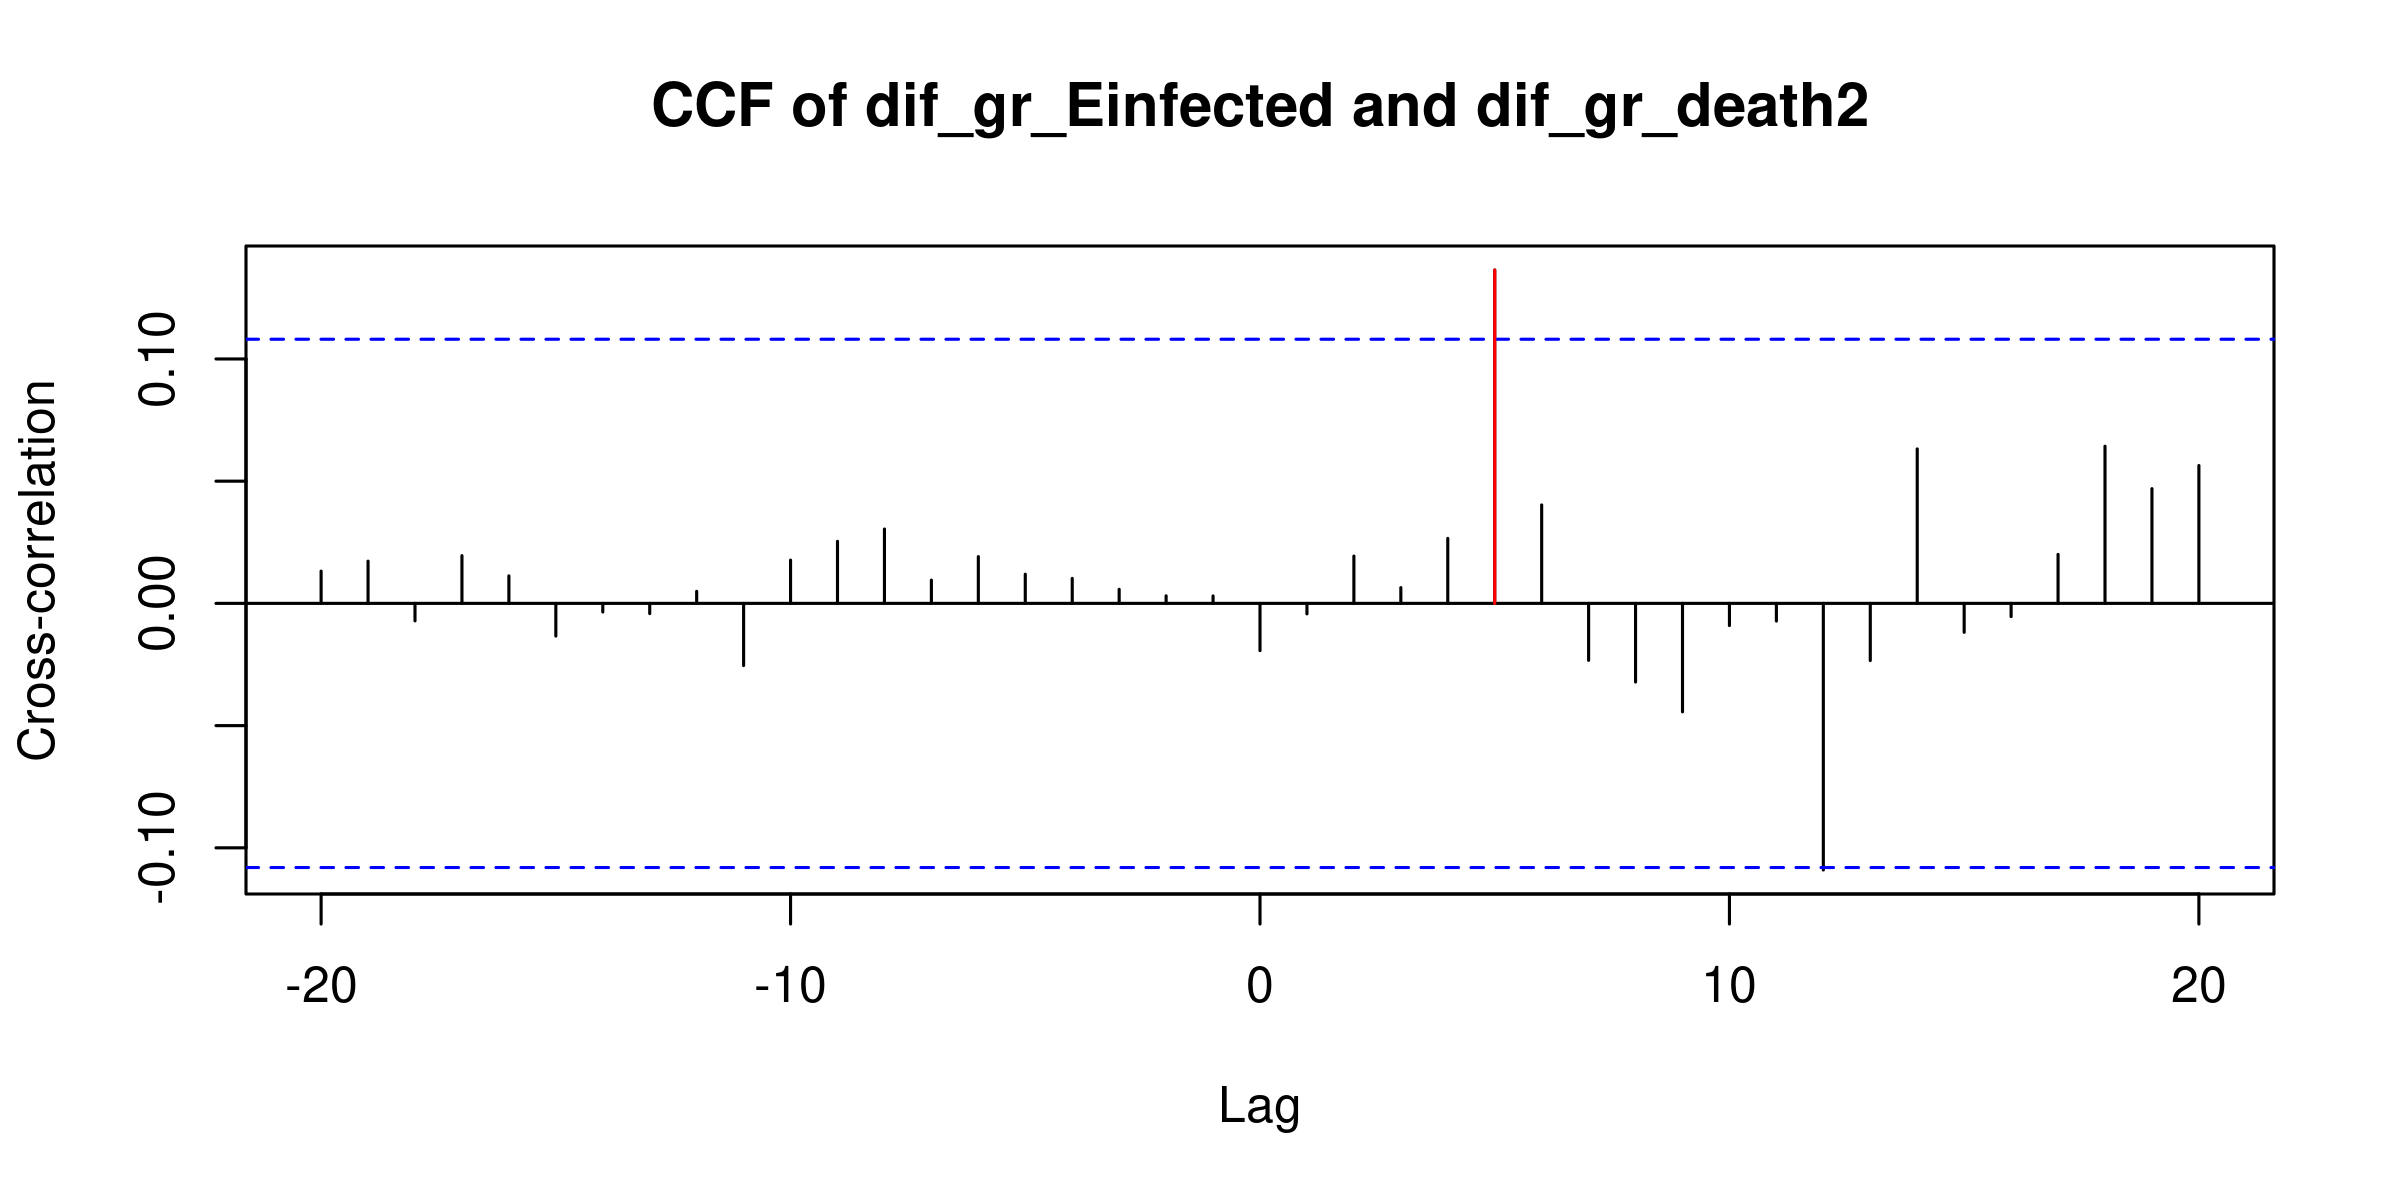 CCF of dif_gr_Einfected and dif_gr_death2
Cross-correlation
0.10
0.00
-0.10
-20
-10
0
10
20
Lag